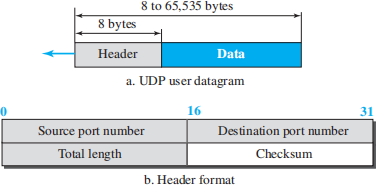 8 to 65,535 bytes
8 bytes
Header Data
a. UDP user datagram
0 16 31
Source port number Destination port number
Total length Checksum
b. Header format